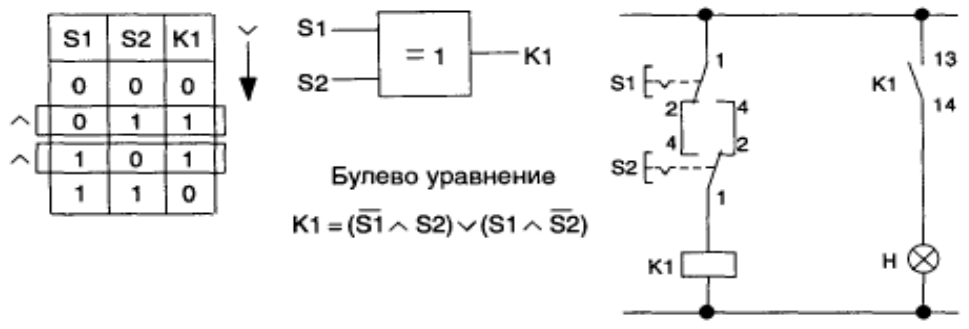 S1 S2 K1
0 0 0
0 1 1
1 0 1
1 1 0
S1
S2
= 1
K1
Булево уравнение
K1 = (S̅1̅ ∧ S2) ∨ (S1 ∧ S̅2̅)
S1
1
2 4
4 2
S2
1
K1
13
K1
14
H